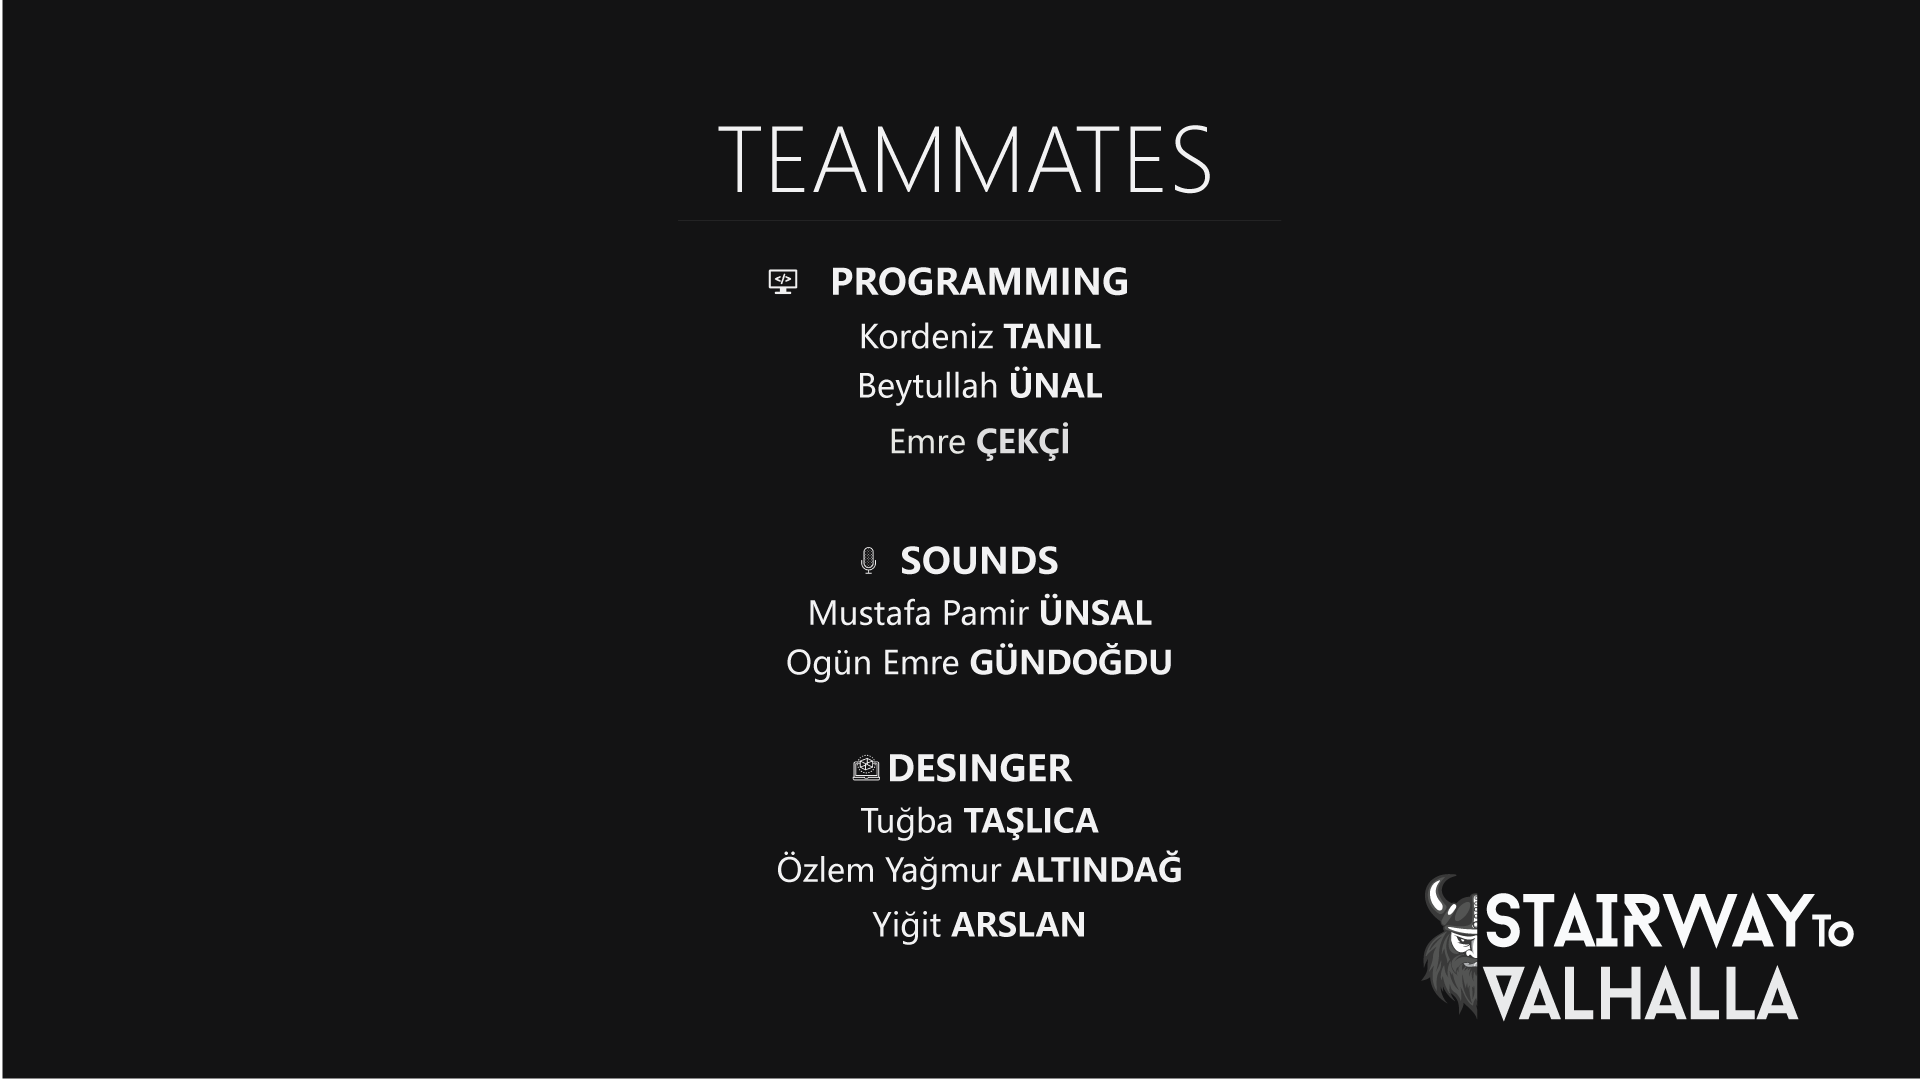 TEAMMATES
PROGRAMMING
Kordeniz TANIL
Beytullah ÜNAL
Emre ÇEKÇİ
SOUNDS
Mustafa Pamir ÜNSAL
Ogün Emre GÜNDOĞDU
DESINGER
Tuğba TAŞLICA
Özlem Yağmur ALTINDAĞ
Yiğit ARSLAN
STAIRWAY To
VALHALLA